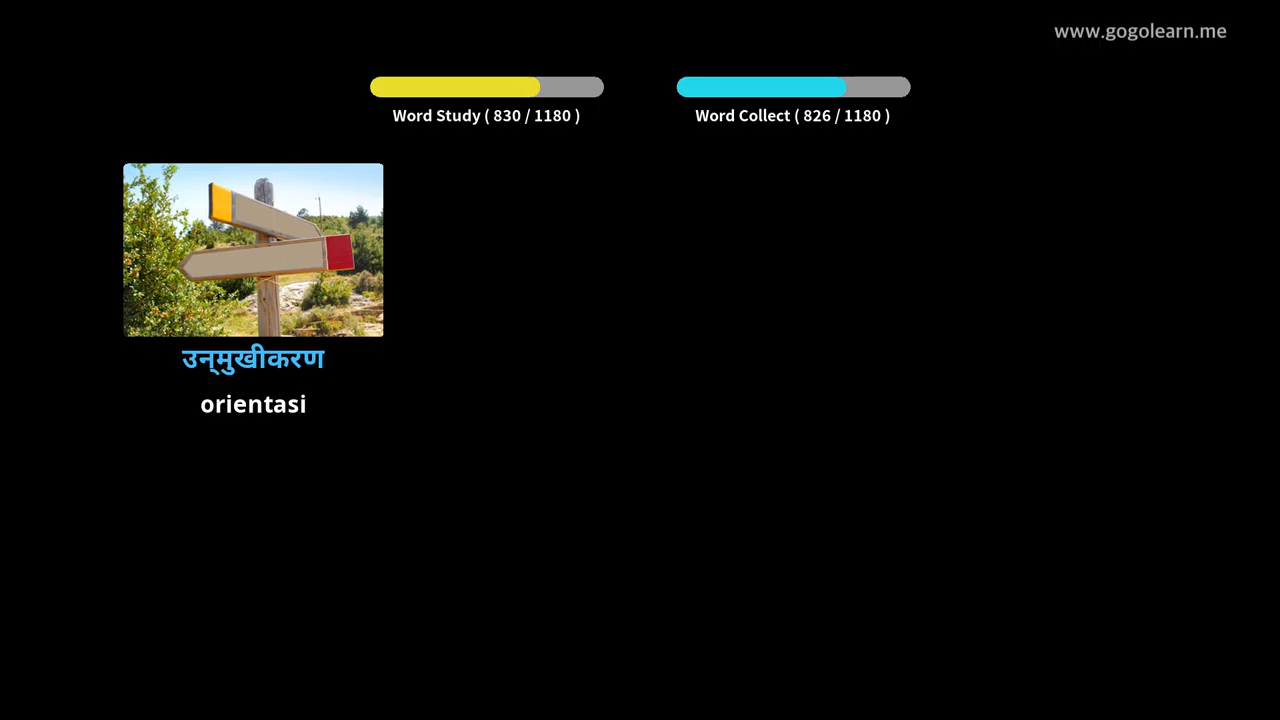 www.gogolearn.me
Word Study ( 830 / 1180 )
Word Collect ( 826 / 1180 )
उन्मुखीकरण
orientasi